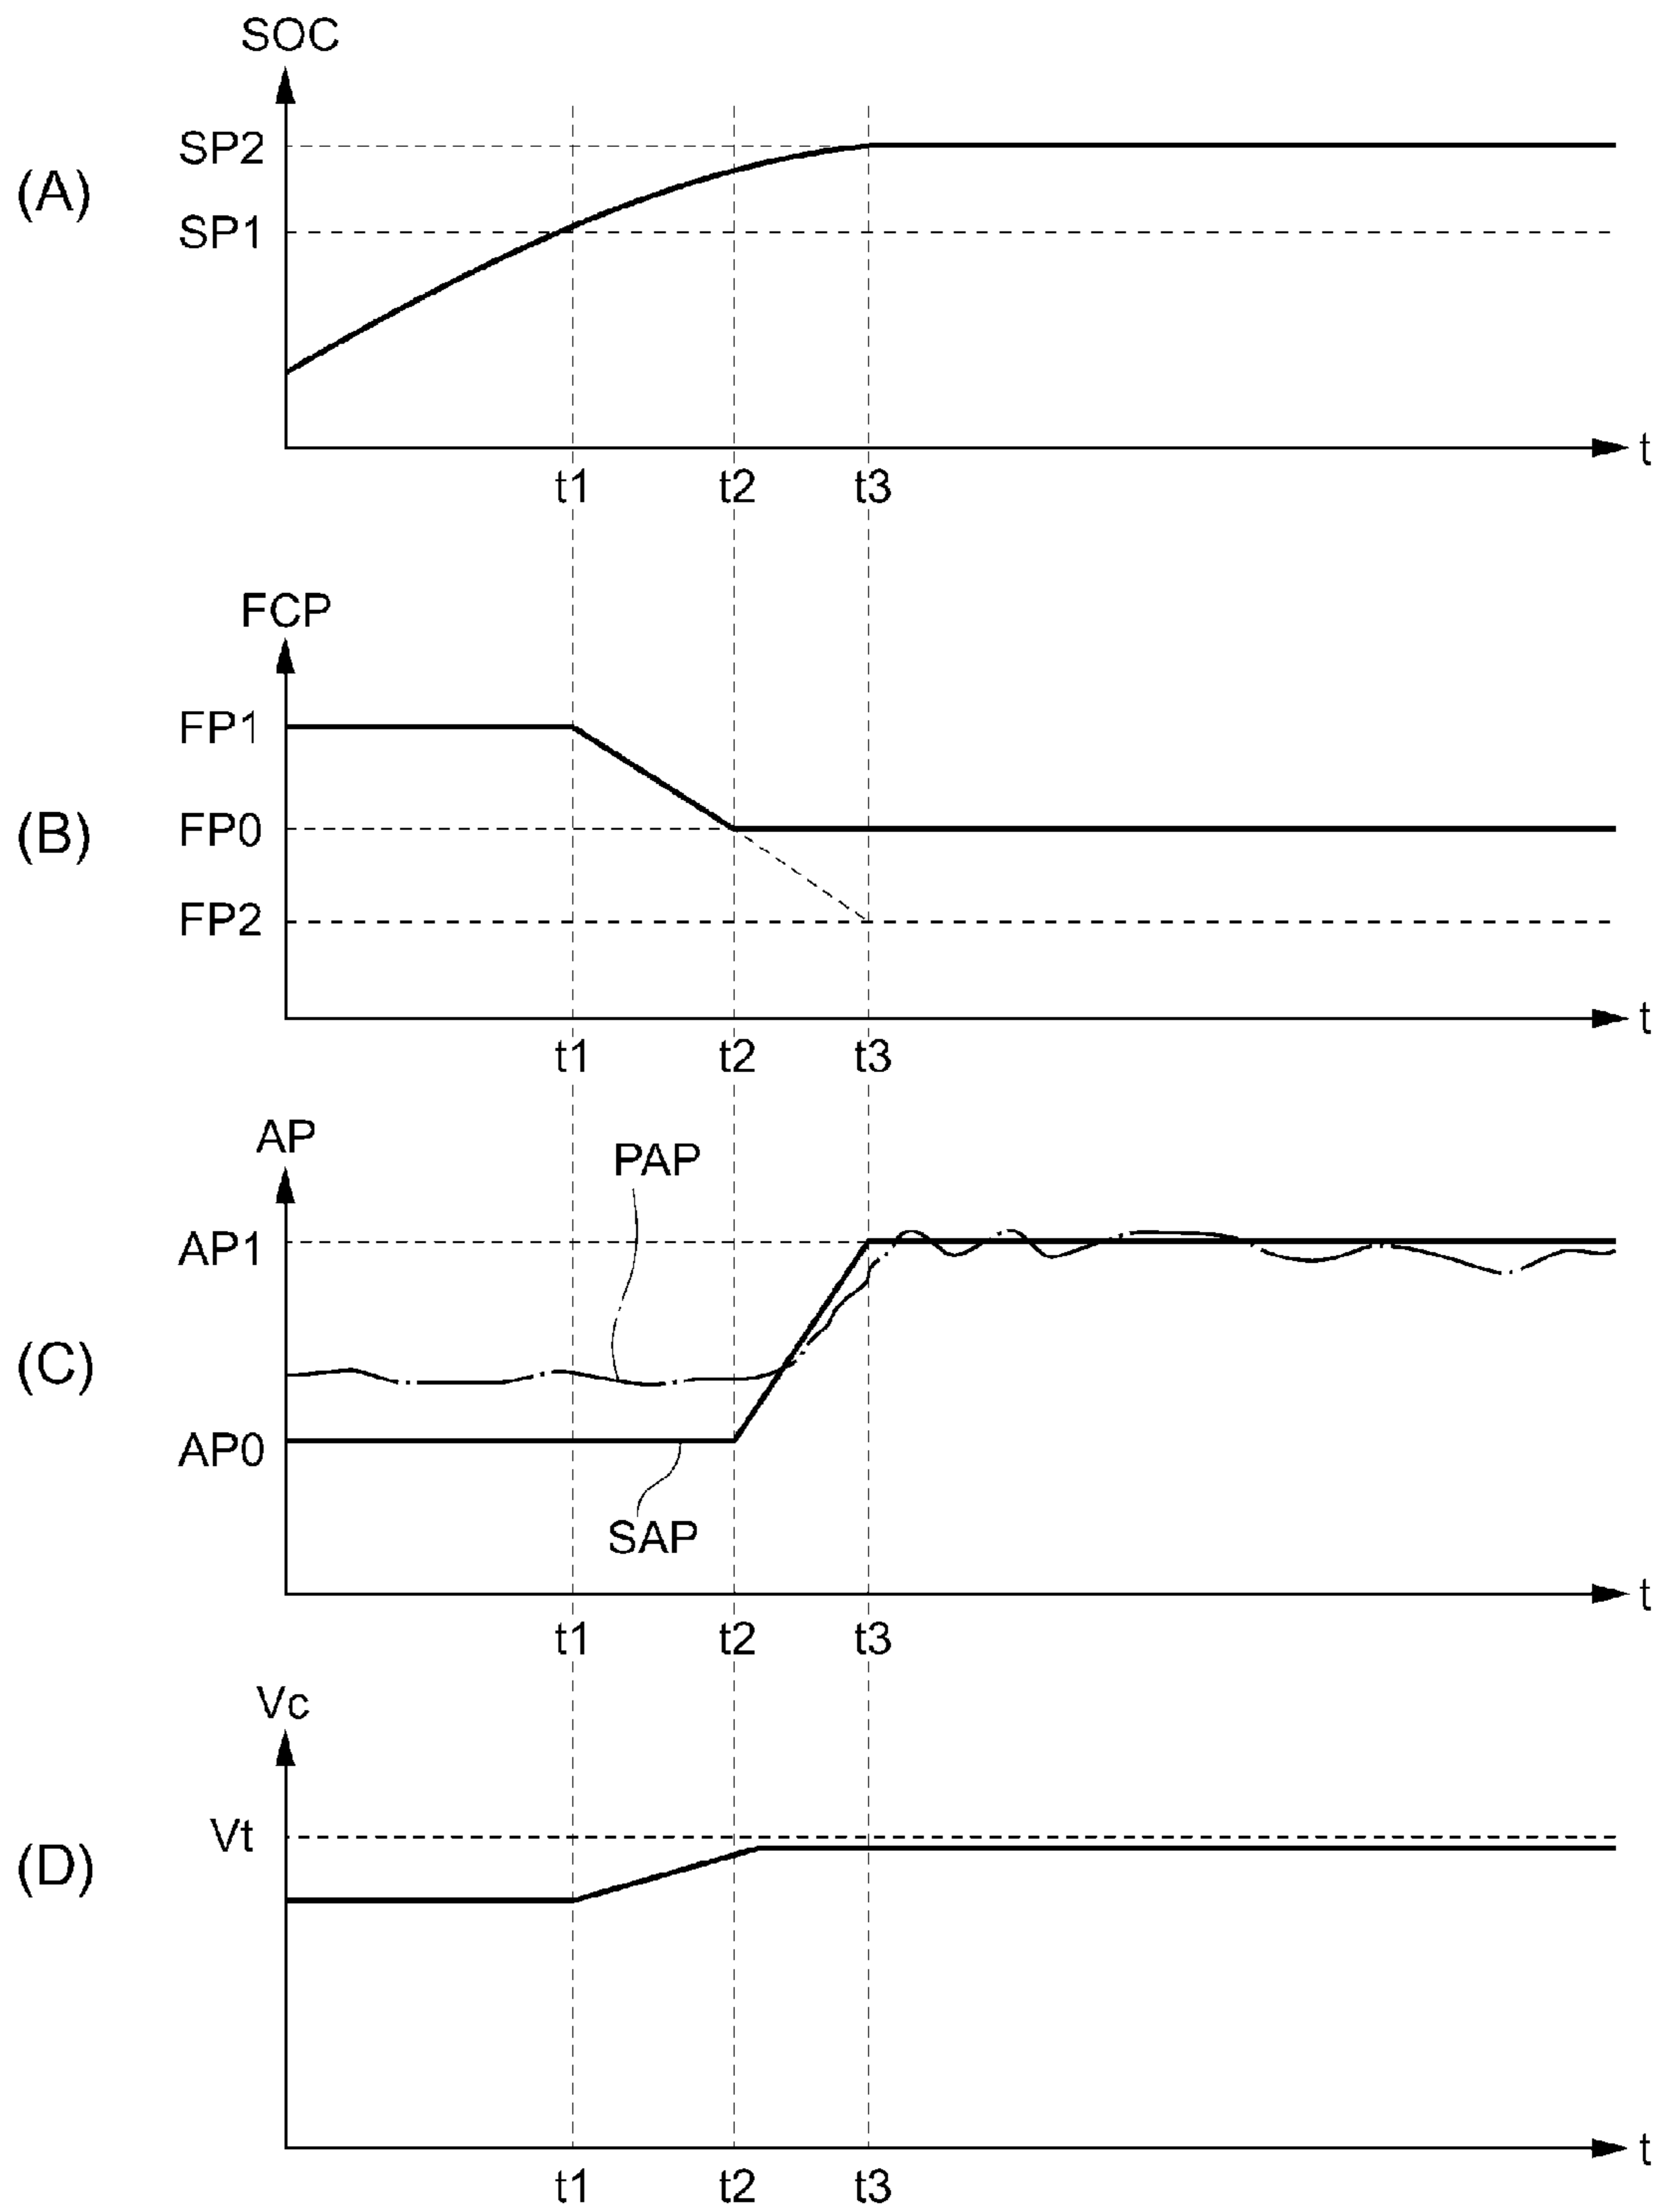 SOC
SP2
(A)
SP1
t
t1 t2 t3
FCP
FP1
FP0
(B)
FP2
t
t1 t2 t3
AP
PAP
AP1
(C)
AP0
SAP
t
t1 t2 t3
Vc
Vt
(D)
t
t1 t2 t3